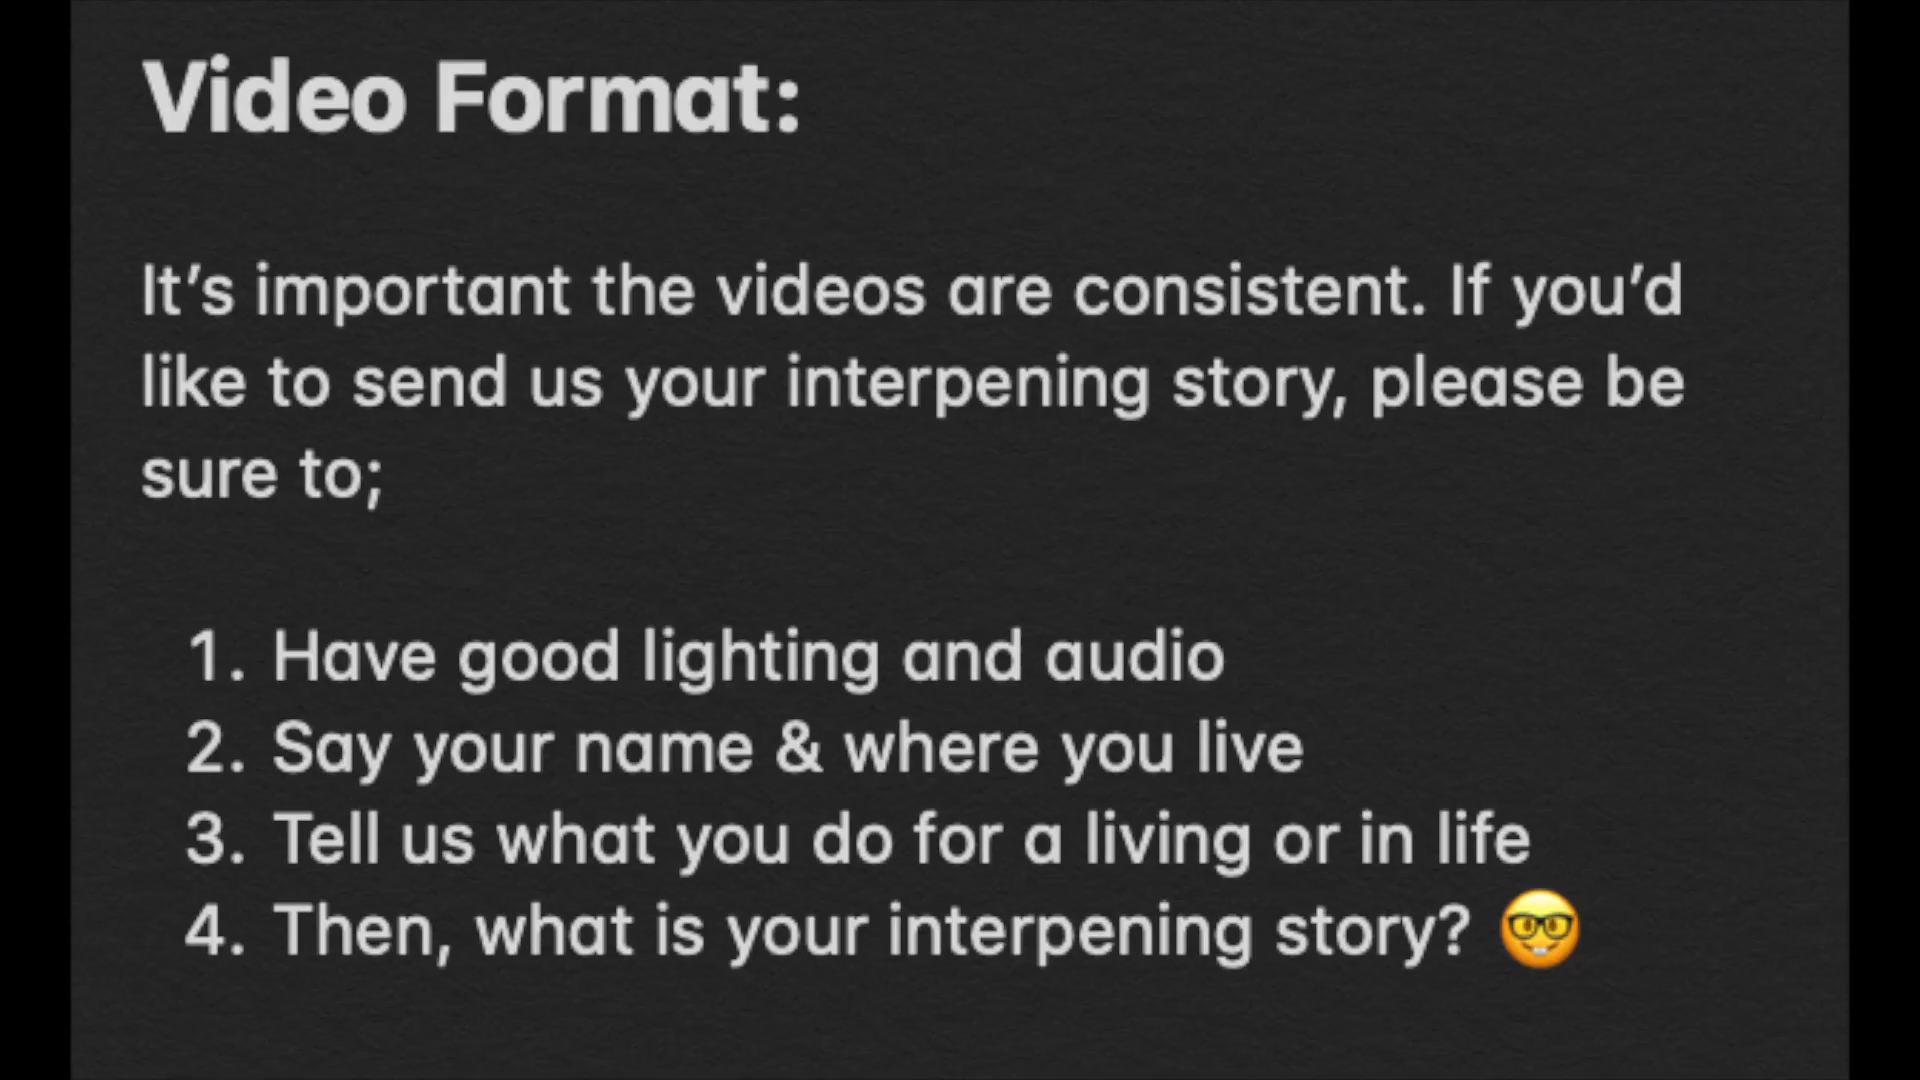 Video Format:
It’s important the videos are consistent. If you’d
like to send us your interpening story, please be
sure to;
1. Have good lighting and audio
2. Say your name & where you live
3. Tell us what you do for a living or in life
4. Then, what is your interpening story? 🤓